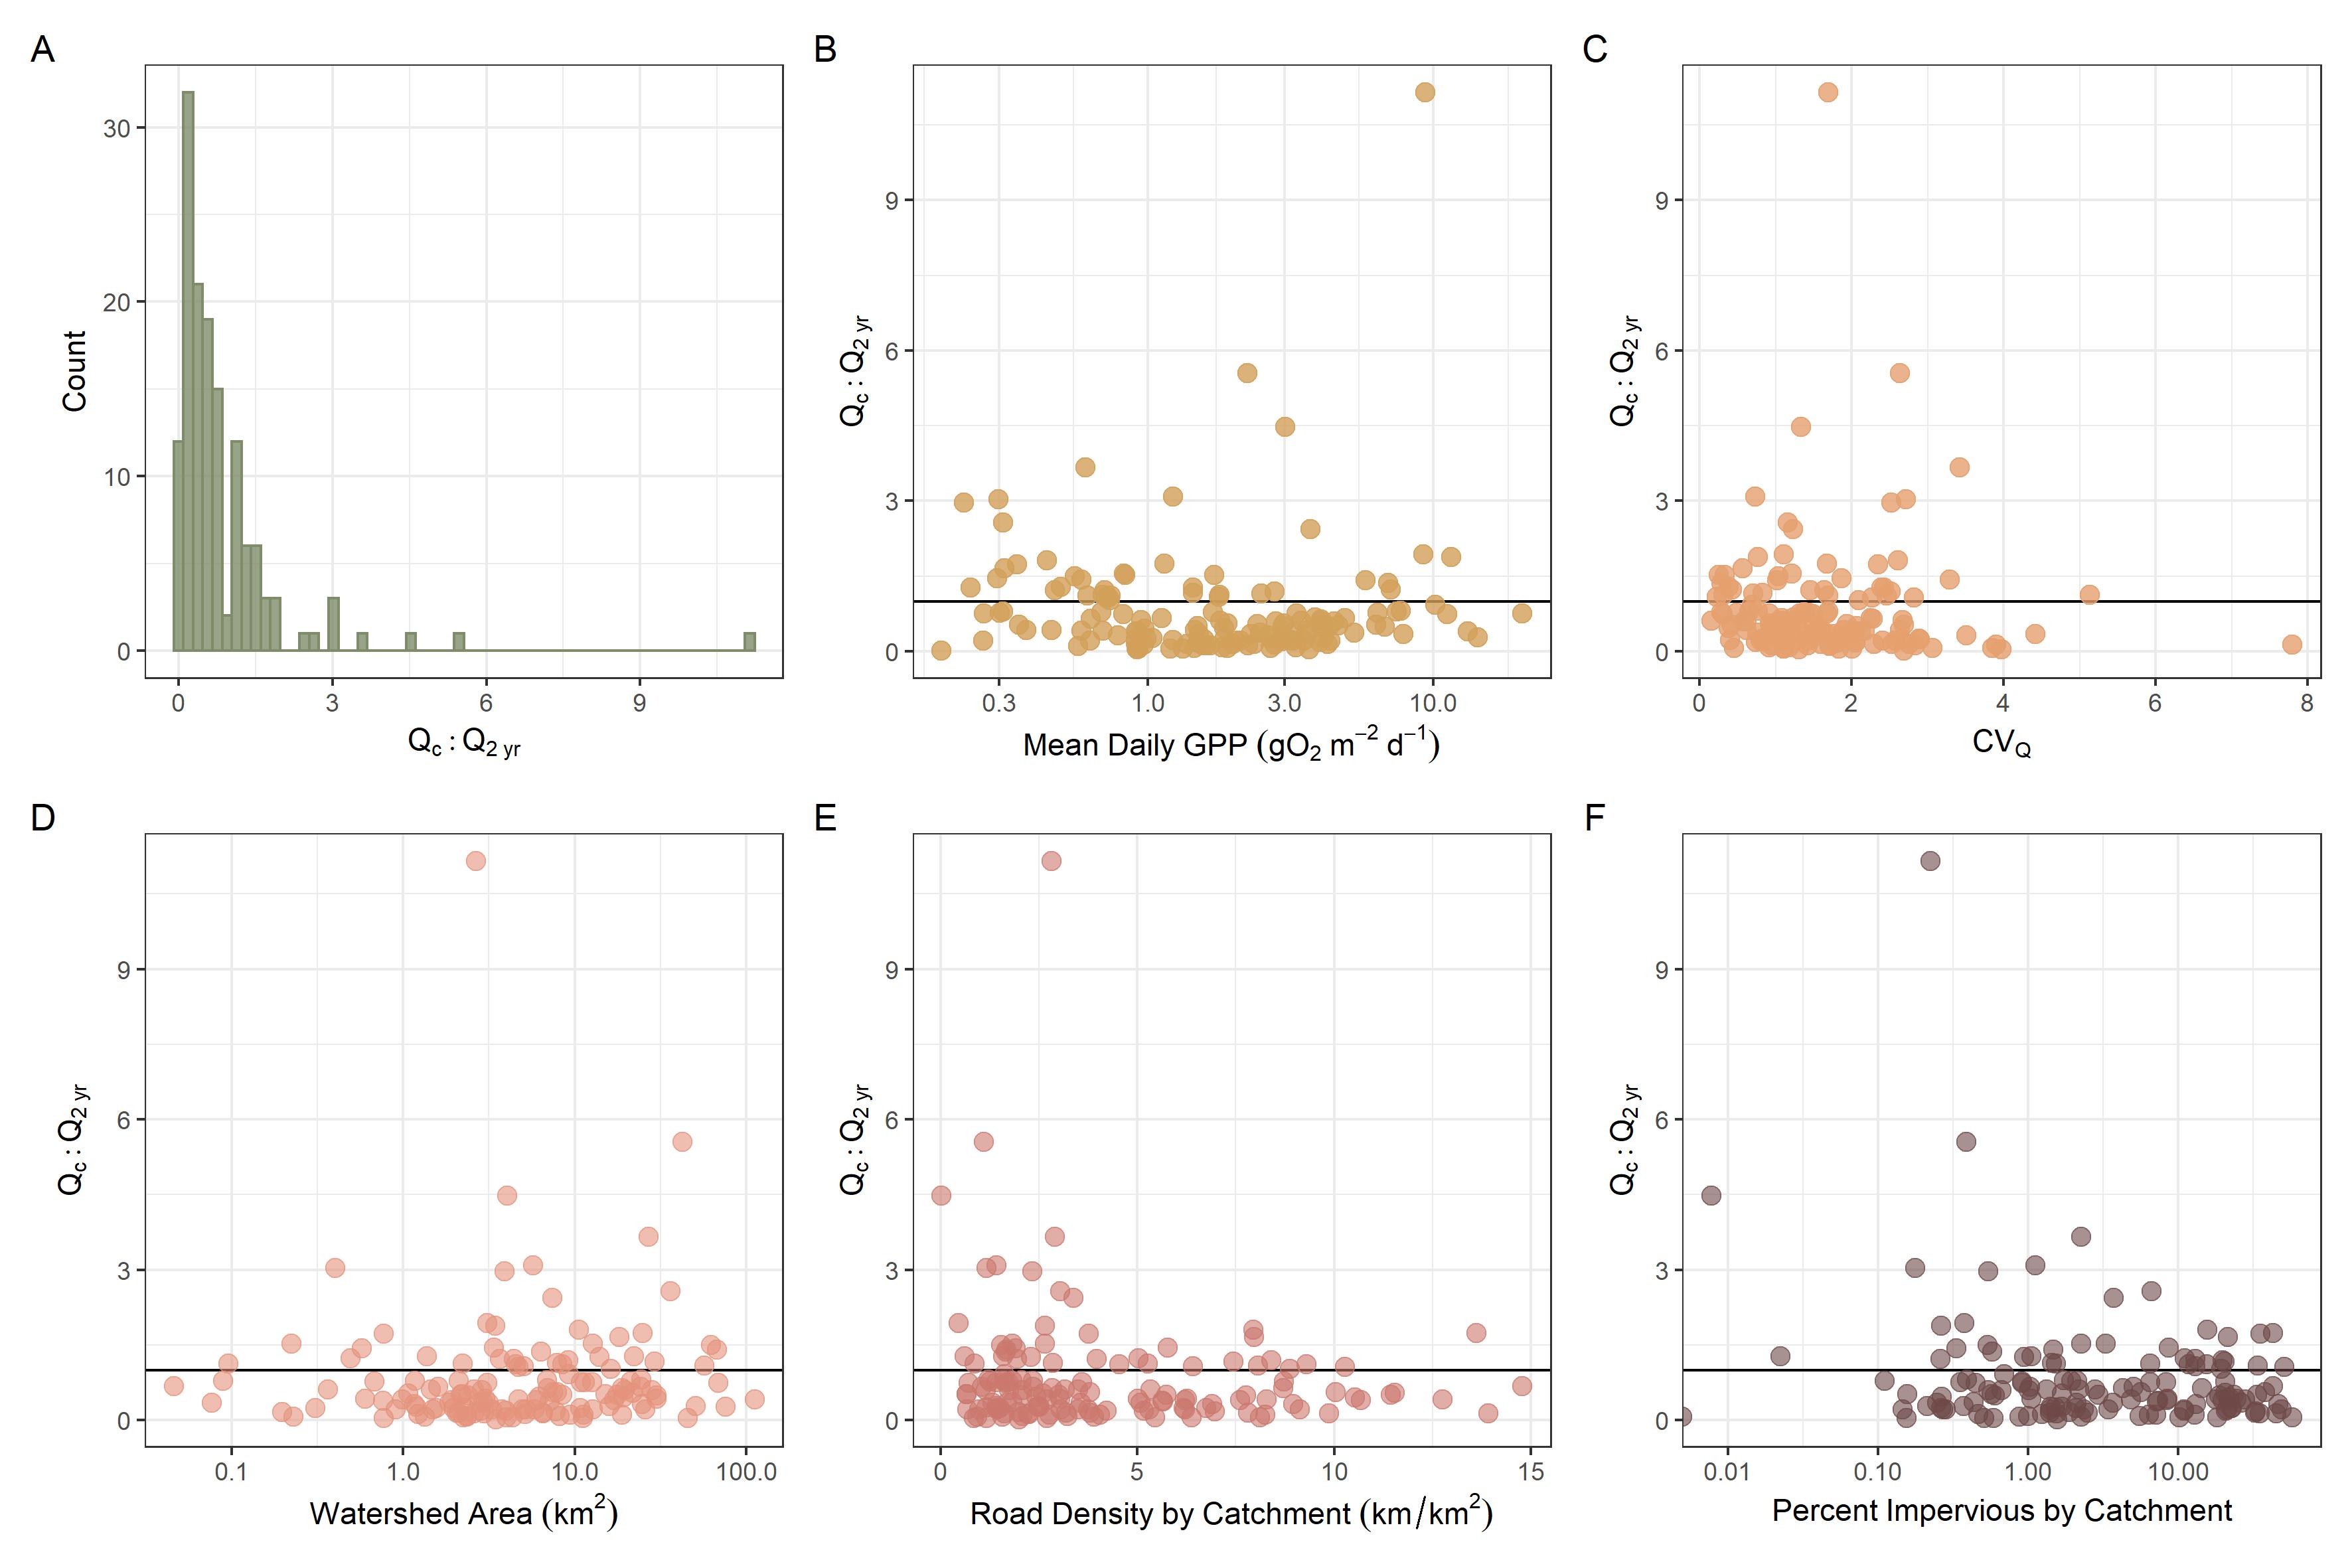 A
B
C
30
20
10
0
Count
0 3 6 9
Qc : Q2 yr
9
6
3
0
Qc : Q2 yr
0.3 1.0 3.0 10.0
Mean Daily GPP (gO2 m−2 d−1)
9
6
3
0
Qc : Q2 yr
0 2 4 6 8
CVQ
D
E
F
9
6
3
0
Qc : Q2 yr
0.1 1.0 10.0 100.0
Watershed Area (km2)
9
6
3
0
Qc : Q2 yr
0 5 10 15
Road Density by Catchment (km/km2)
9
6
3
0
Qc : Q2 yr
0.01 0.10 1.00 10.00
Percent Impervious by Catchment